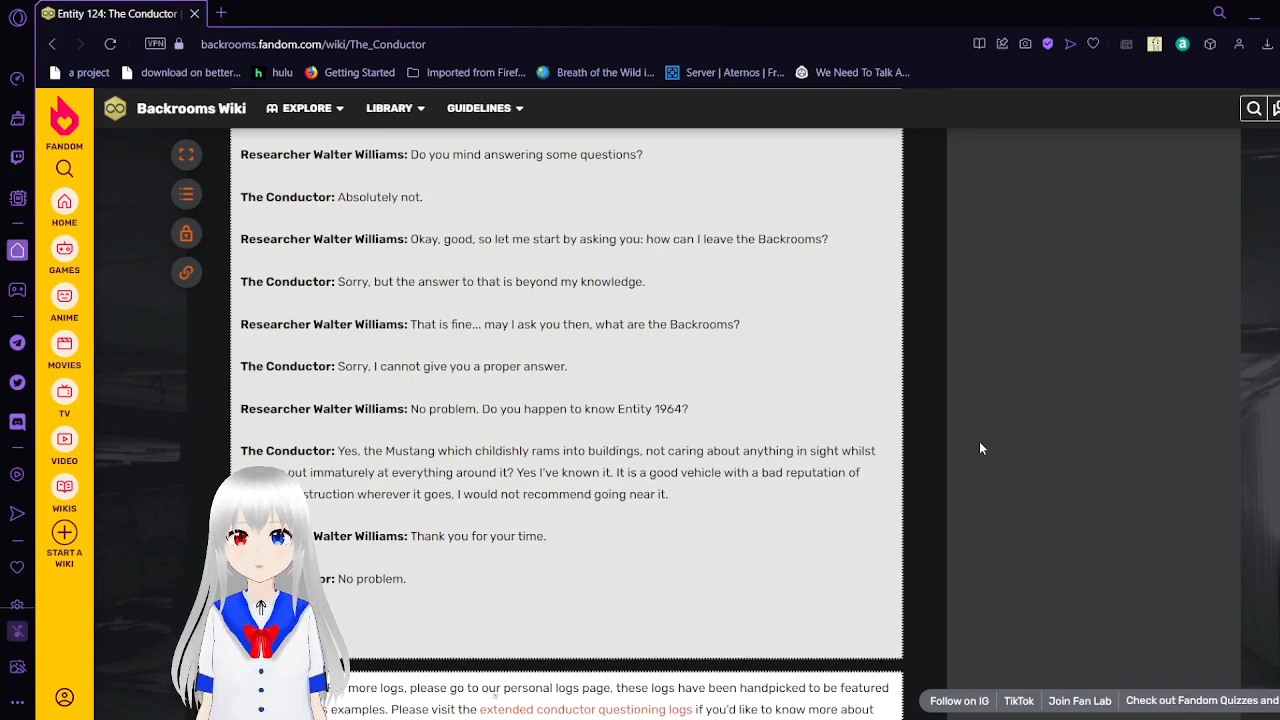 Entity 124: The Conductor
backrooms.fandom.com/wiki/The_Conductor
VPN
a project
download on better...
hulu
Getting Started
Imported from Firef...
Breath of the Wild i...
Server | Aternos | Fr...
We Need To Talk A...
FANDOM
HOME
GAMES
ANIME
MOVIES
TV
VIDEO
WIKIS
START A
WIKI
Backrooms Wiki
EXPLORE
LIBRARY
GUIDELINES
Researcher Walter Williams: Do you mind answering some questions?
The Conductor: Absolutely not.
Researcher Walter Williams: Okay, good, so let me start by asking you: how can I leave the Backrooms?
The Conductor: Sorry, but the answer to that is beyond my knowledge.
Researcher Walter Williams: That is fine... may I ask you then, what are the Backrooms?
The Conductor: Sorry, I cannot give you a proper answer.
Researcher Walter Williams: No problem. Do you happen to know Entity 1964?
The Conductor: Yes, the Mustang which childishly rams into buildings, not caring about anything in sight whilst
out immaturely at everything around it? Yes I've known it. It is a good vehicle with a bad reputation of
struction wherever it goes, I would not recommend going near it.
Walter Williams: Thank you for your time.
or: No problem.
more logs, please go to our personal logs page, these logs have been handpicked to be featured
examples. Please visit the extended conductor questioning logs if you'd like to know more about
Follow on IG
TikTok
Join Fan Lab
Check out Fandom Quizzes and